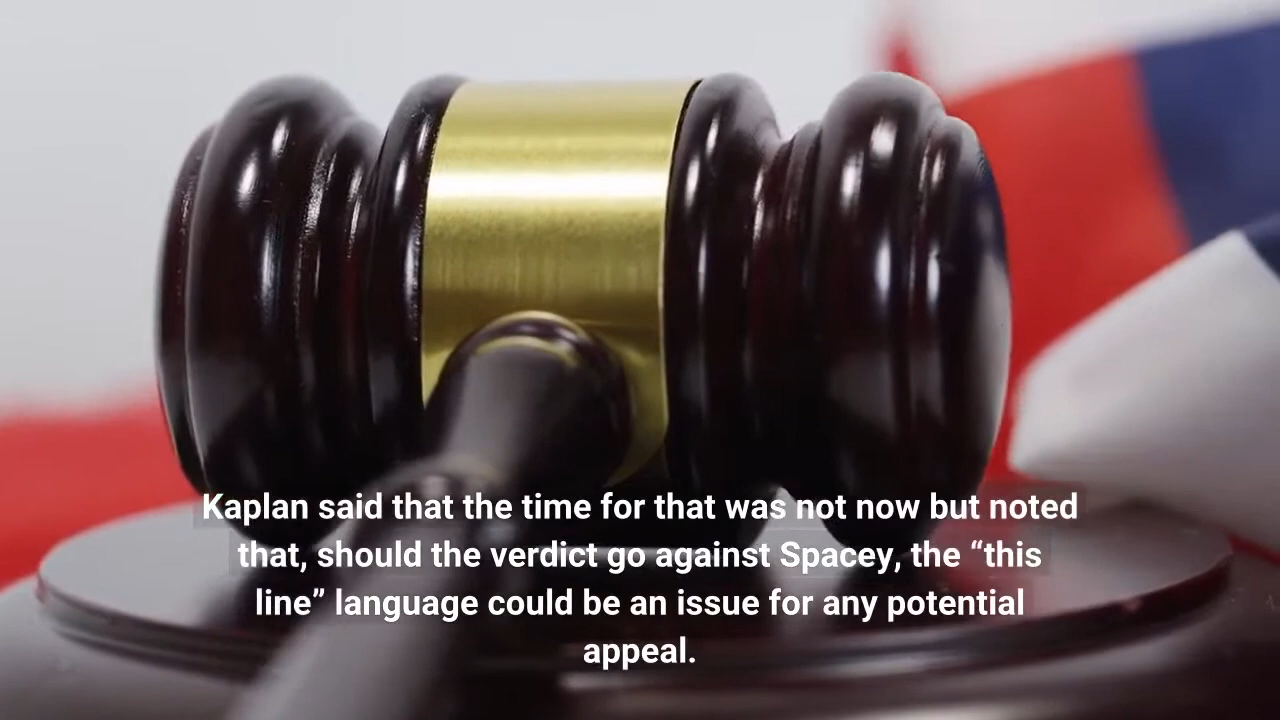 Kaplan said that the time for that was not now but noted
that, should the verdict go against Spacey, the “this
line” language could be an issue for any potential
appeal.